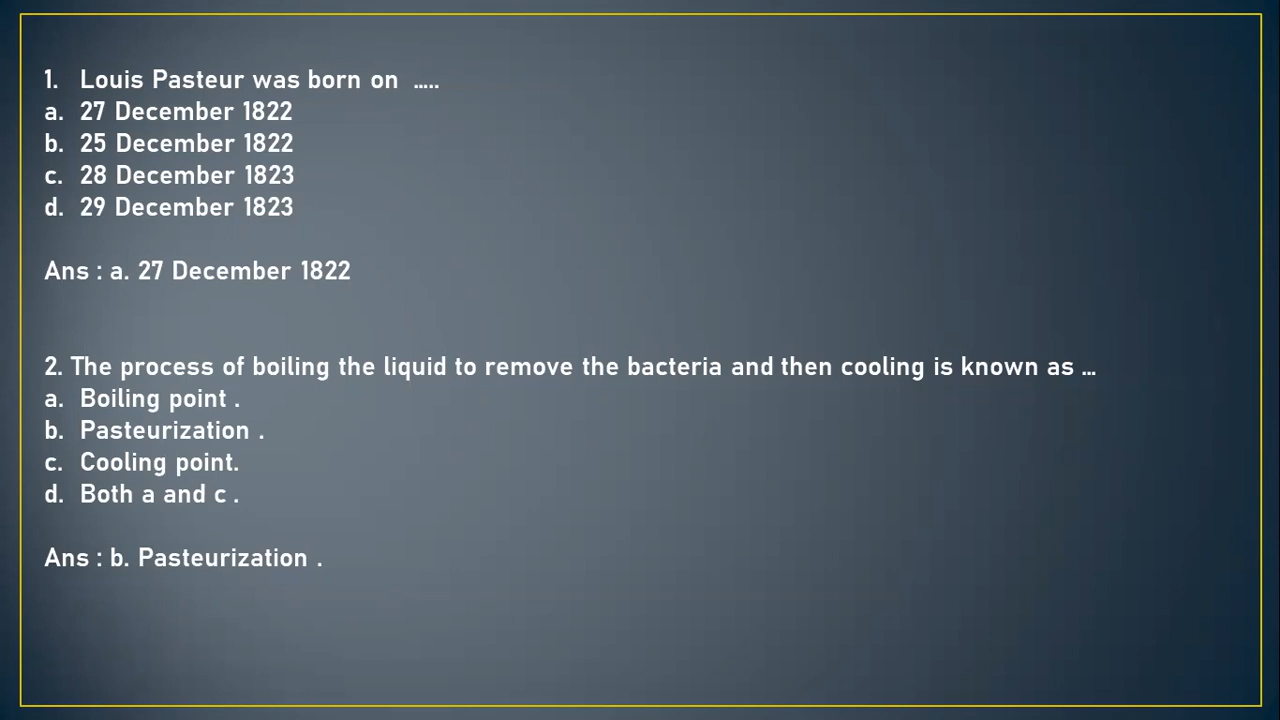 1. Louis Pasteur was born on .....
a. 27 December 1822
b. 25 December 1822
c. 28 December 1823
d. 29 December 1823
Ans : a. 27 December 1822
2. The process of boiling the liquid to remove the bacteria and then cooling is known as ...
a. Boiling point .
b. Pasteurization .
c. Cooling point.
d. Both a and c .
Ans : b. Pasteurization .